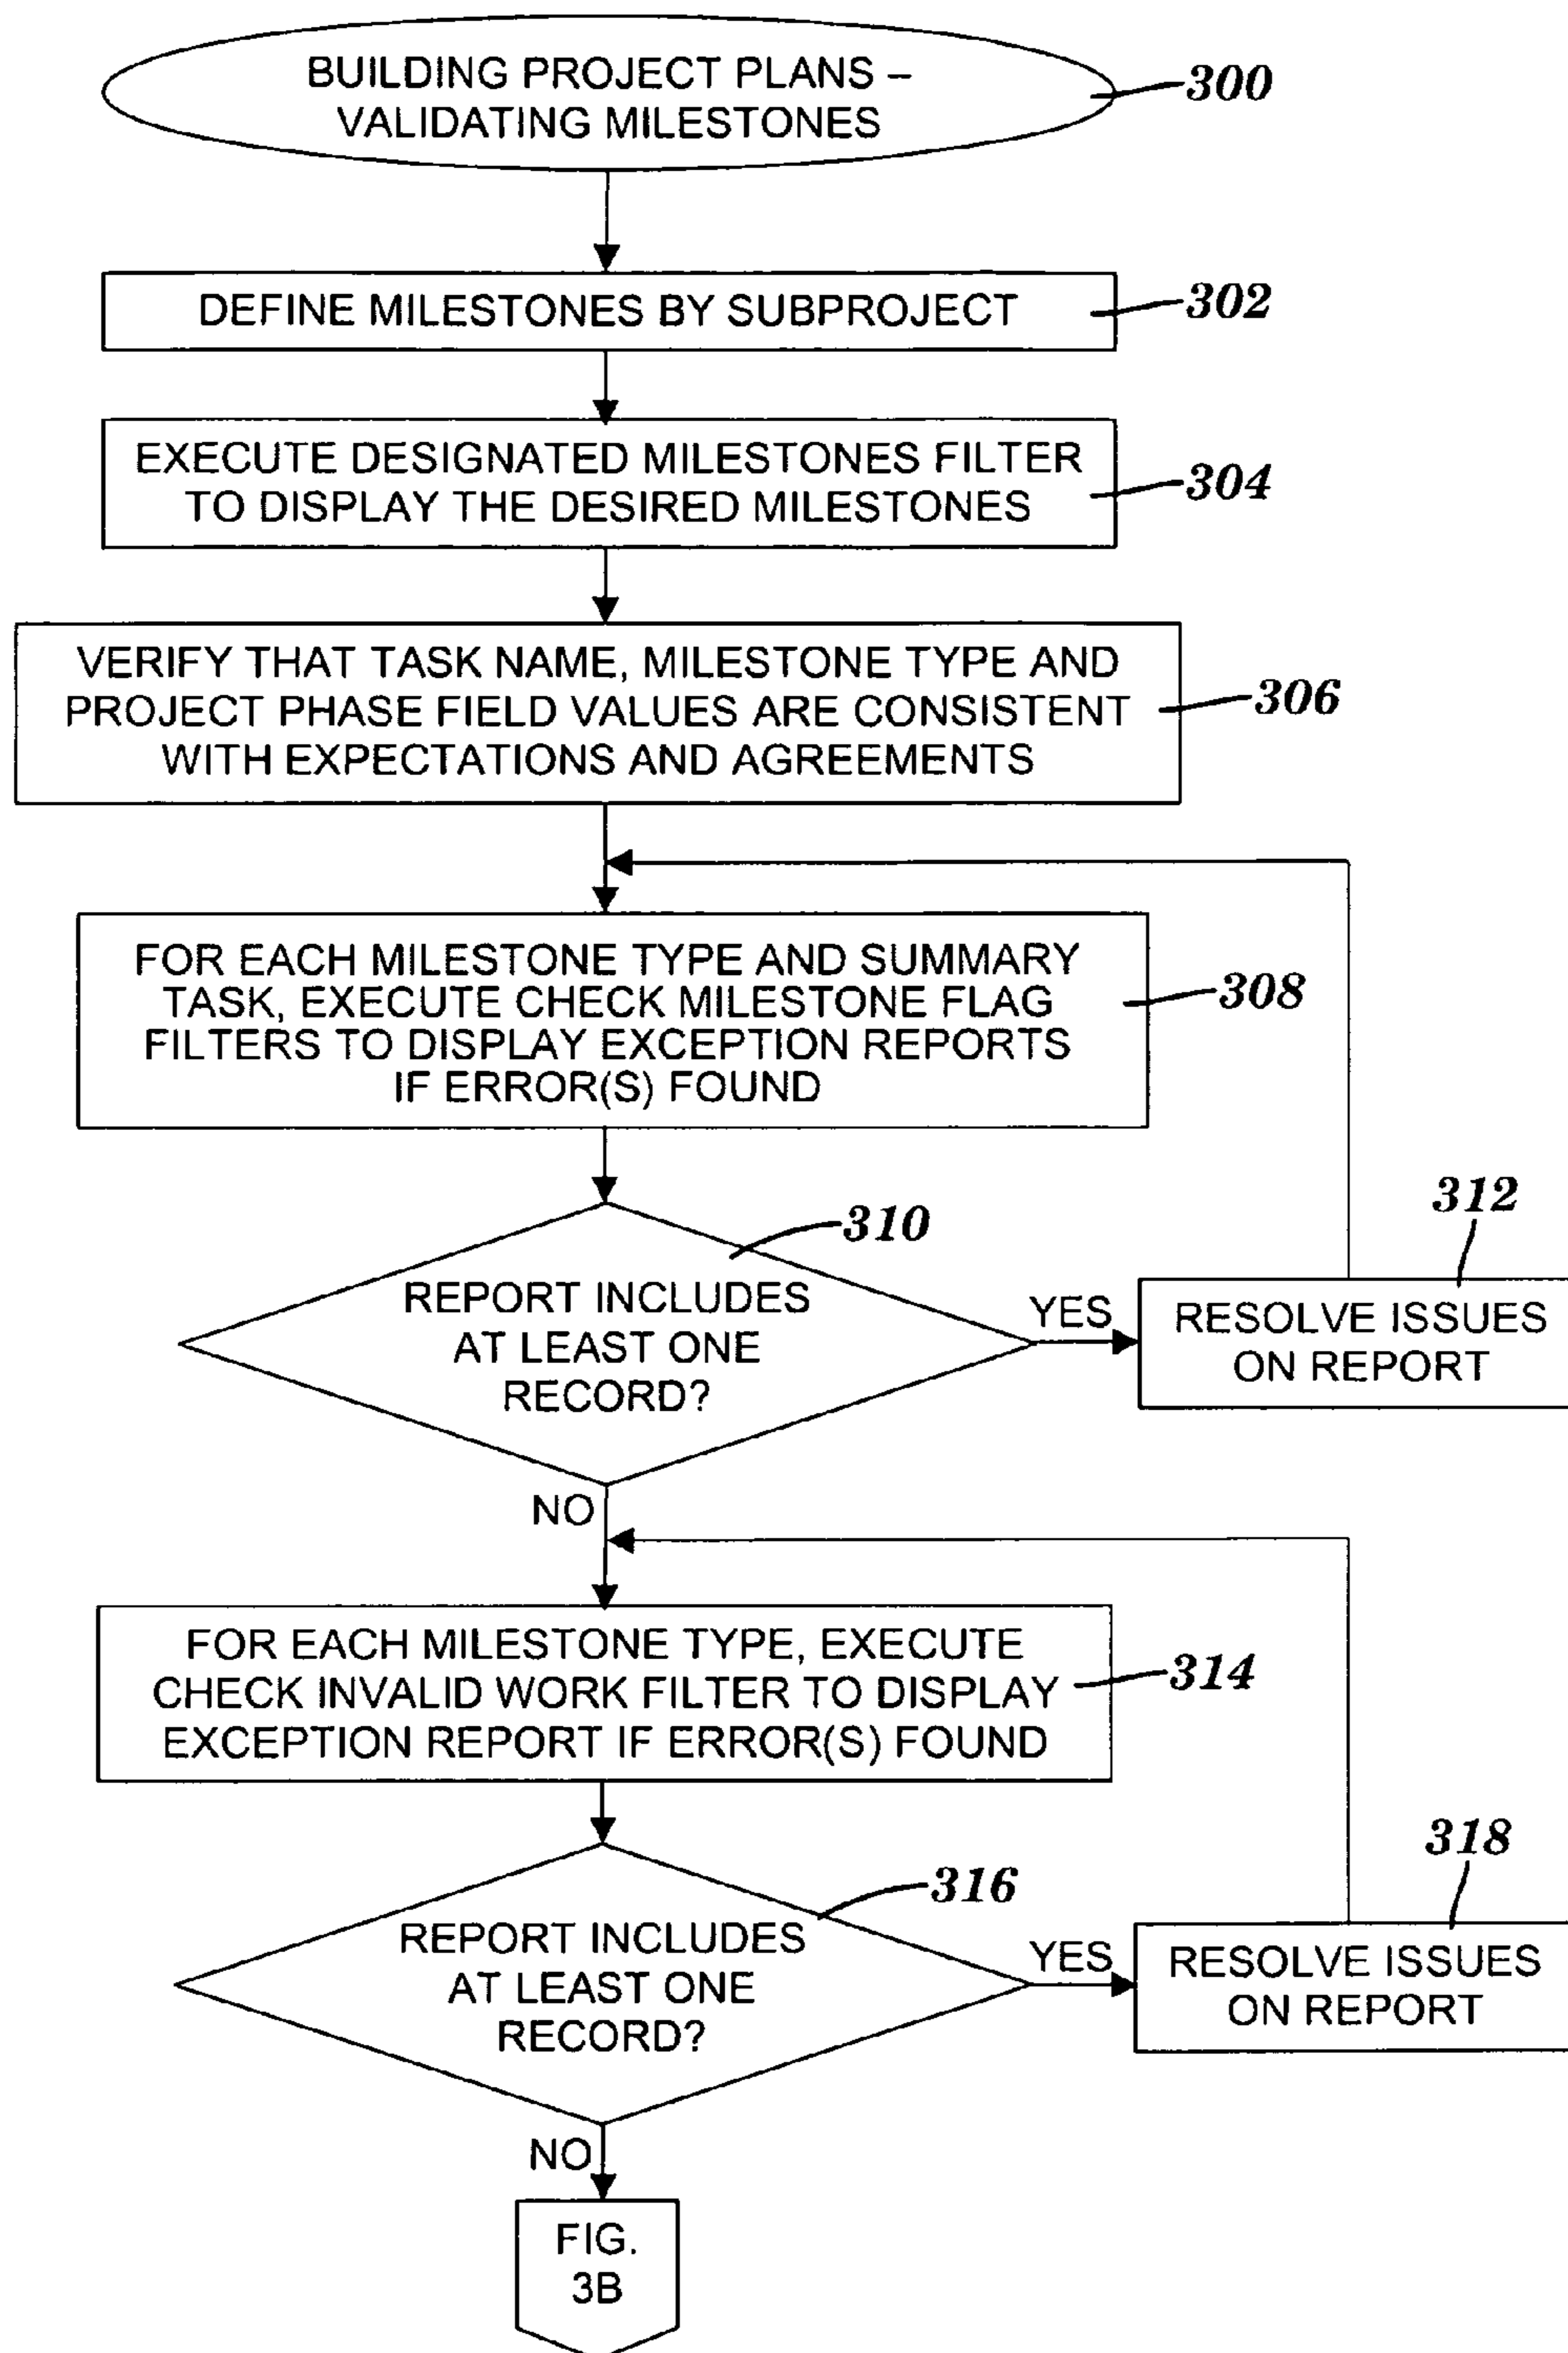 BUILDING PROJECT PLANS –
VALIDATING MILESTONES
300
DEFINE MILESTONES BY SUBPROJECT
302
EXECUTE DESIGNATED MILESTONES FILTER
TO DISPLAY THE DESIRED MILESTONES
304
VERIFY THAT TASK NAME, MILESTONE TYPE AND
PROJECT PHASE FIELD VALUES ARE CONSISTENT
WITH EXPECTATIONS AND AGREEMENTS
306
FOR EACH MILESTONE TYPE AND SUMMARY
TASK, EXECUTE CHECK MILESTONE FLAG
FILTERS TO DISPLAY EXCEPTION REPORTS
IF ERROR(S) FOUND
308
310
REPORT INCLUDES
AT LEAST ONE
RECORD?
YES
312
RESOLVE ISSUES
ON REPORT
NO
FOR EACH MILESTONE TYPE, EXECUTE
CHECK INVALID WORK FILTER TO DISPLAY
EXCEPTION REPORT IF ERROR(S) FOUND
314
316
REPORT INCLUDES
AT LEAST ONE
RECORD?
YES
318
RESOLVE ISSUES
ON REPORT
NO
FIG.
3B